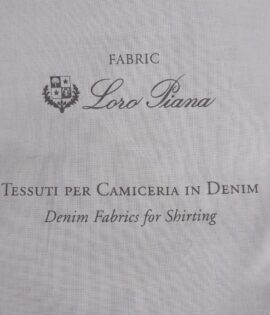 FABRIC
Loro Piana
TESSUTI PER CAMICERIA IN DENIM
Denim Fabrics for Shirting